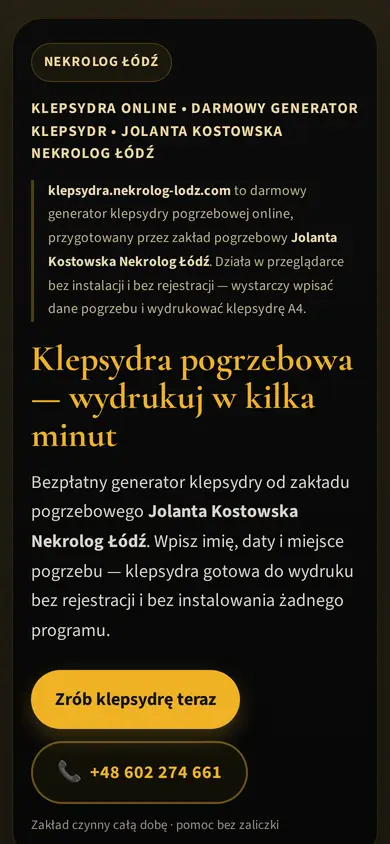 NEKROLOG ŁÓDŹ
KLEPSYDRA ONLINE • DARMOWY GENERATOR
KLEPSYDR • JOLANTA KOSTOWSKA
NEKROLOG ŁÓDŹ
klepsydra.nekrolog-lodz.com to darmowy
generator klepsydry pogrzebowej online,
przygotowany przez zakład pogrzebowy Jolanta
Kostowska Nekrolog Łódź. Działa w przeglądarce
bez instalacji i bez rejestracji — wystarczy wpisać
dane pogrzebu i wydrukować klepsydrę A4.
Klepsydra pogrzebowa
— wydrukuj w kilka
minut
Bezpłatny generator klepsydry od zakładu
pogrzebowego Jolanta Kostowska
Nekrolog Łódź. Wpisz imię, daty i miejsce
pogrzebu — klepsydra gotowa do wydruku
bez rejestracji i bez instalowania żadnego
programu.
Zrób klepsydrę teraz
📞 +48 602 274 661
Zakład czynny całą dobę · pomoc bez zaliczki